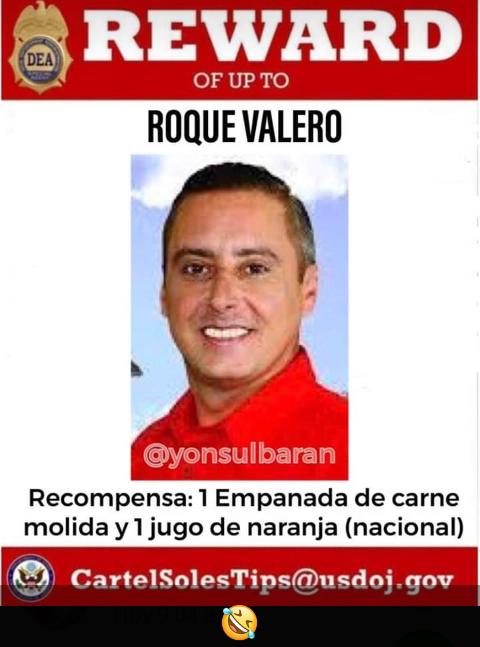 DEA
REWARD
OF UP TO
ROQUE VALERO
@yonsulbaran
Recompensa: 1 Empanada de carne
molida y 1 jugo de naranja (nacional)
CartelSolesTips@usdoj.gov